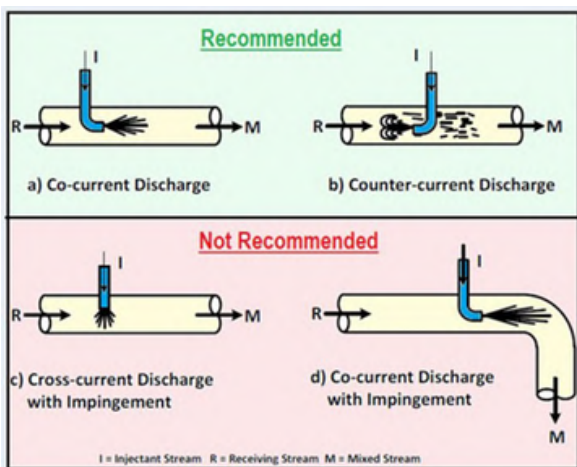 Recommended
I
R
M
a) Co-current Discharge
I
R
M
b) Counter-current Discharge
Not Recommended
I
R
M
c) Cross-current Discharge
with Impingement
I
R
d) Co-current Discharge
with Impingement
M
I = Injectant Stream R = Receiving Stream M = Mixed Stream